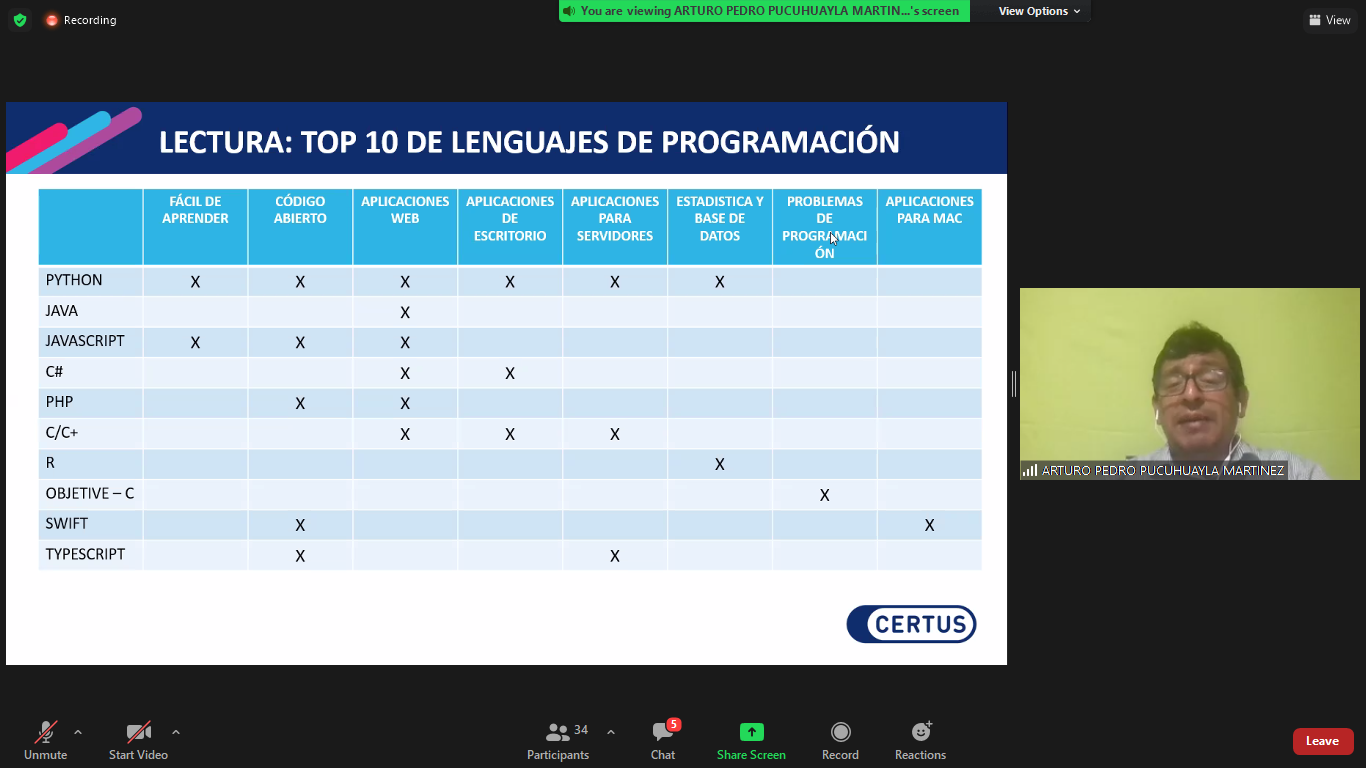 Recording
You are viewing ARTURO PEDRO PUCUHUAYLA MARTIN...'s screen
View Options
View
LECTURA: TOP 10 DE LENGUAJES DE PROGRAMACIÓN
FÁCIL DE
APRENDER
CÓDIGO
ABIERTO
APLICACIONES
WEB
APLICACIONES
DE
ESCRITORIO
APLICACIONES
PARA
SERVIDORES
ESTADISTICA Y
BASE DE
DATOS
PROBLEMAS
DE
PROGRAMACI
ÓN
APLICACIONES
PARA MAC
PYTHON X X X X X X
JAVA X
JAVASCRIPT X X X
C# X X
PHP X X
C/C+ X X X
R X
OBJETIVE – C X
SWIFT X X
TYPESCRIPT X X
CERTUS
ARTURO PEDRO PUCUHUAYLA MARTINEZ
Unmute
Start Video
34
Participants
5
Chat
Share Screen
Record
Reactions
Leave